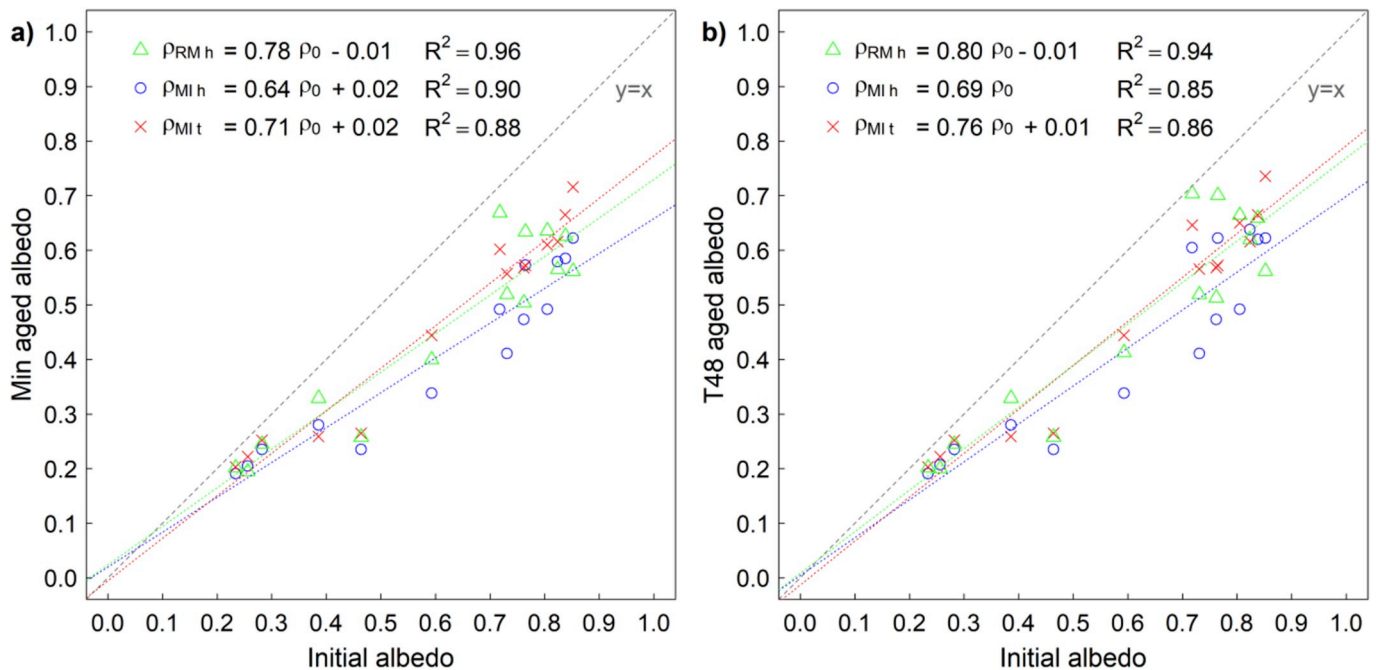 a)
ρRM h = 0.78 ρ0 - 0.01 R² = 0.96
ρMI h = 0.64 ρ0 + 0.02 R² = 0.90
ρMI t = 0.71 ρ0 + 0.02 R² = 0.88
y=x
1.0
0.9
0.8
0.7
0.6
0.5
0.4
0.3
0.2
0.1
0.0
Min aged albedo
0.0 0.1 0.2 0.3 0.4 0.5 0.6 0.7 0.8 0.9 1.0
Initial albedo
b)
ρRM h = 0.80 ρ0 - 0.01 R² = 0.94
ρMI h = 0.69 ρ0 R² = 0.85
ρMI t = 0.76 ρ0 + 0.01 R² = 0.86
y=x
1.0
0.9
0.8
0.7
0.6
0.5
0.4
0.3
0.2
0.1
0.0
T48 aged albedo
0.0 0.1 0.2 0.3 0.4 0.5 0.6 0.7 0.8 0.9 1.0
Initial albedo